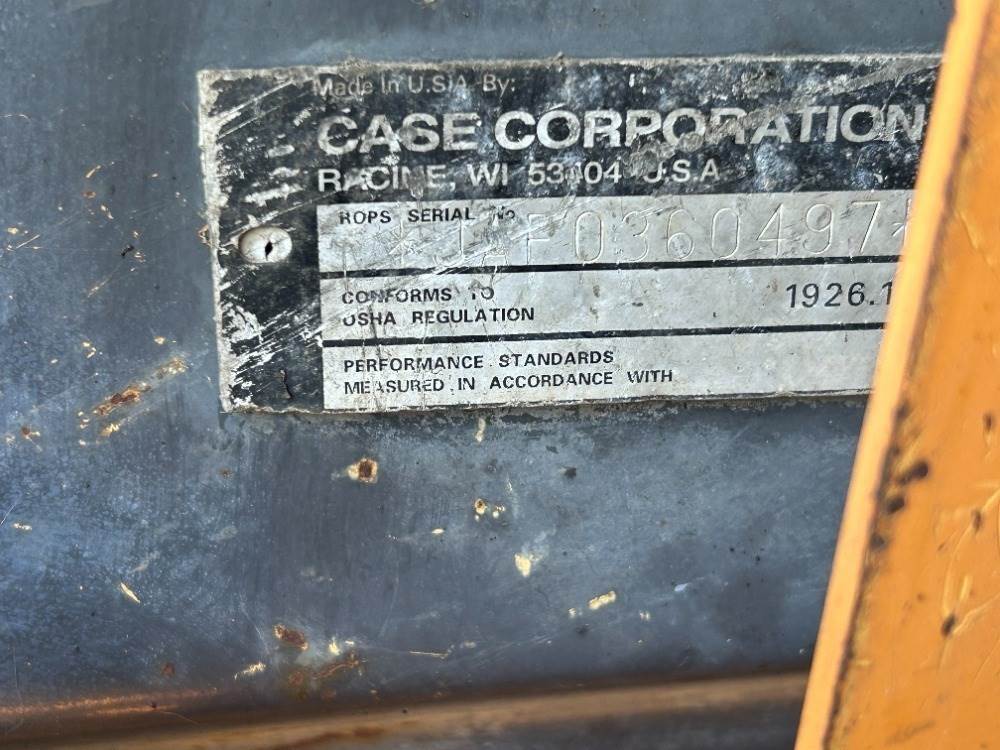 Made In U.S.A. By:
CASE CORPORATION
RACINE, WI 53404 U.S.A
ROPS SERIAL No
JAF0360497*
CONFORMS TO
OSHA REGULATION 1926.1
PERFORMANCE STANDARDS
MEASURED IN ACCORDANCE WITH